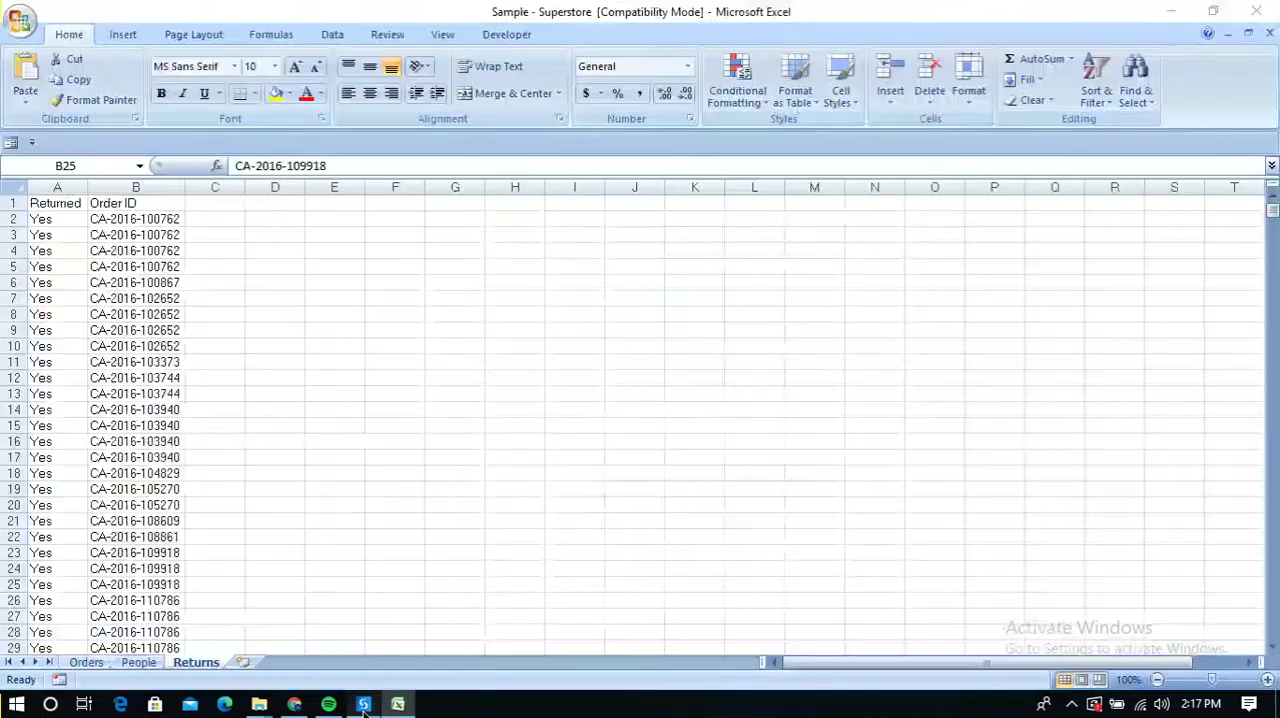 Sample - Superstore [Compatibility Mode] - Microsoft Excel
Home Insert Page Layout Formulas Data Review View Developer
Paste Cut Copy Format Painter Clipboard
MS Sans Serif 10 A A B I U A Font
Wrap Text Merge & Center Alignment
General $ % , .0 .00 Number
Conditional Formatting Format as Table Cell Styles Styles
Insert Delete Format Cells
Σ AutoSum Fill Clear Sort & Filter Find & Select Editing
B25 fx CA-2016-109918
A B C D E F G H I J K L M N O P Q R S T
1 Returned Order ID
2 Yes CA-2016-100762
3 Yes CA-2016-100762
4 Yes CA-2016-100762
5 Yes CA-2016-100762
6 Yes CA-2016-100867
7 Yes CA-2016-102652
8 Yes CA-2016-102652
9 Yes CA-2016-102652
10 Yes CA-2016-102652
11 Yes CA-2016-103373
12 Yes CA-2016-103744
13 Yes CA-2016-103744
14 Yes CA-2016-103940
15 Yes CA-2016-103940
16 Yes CA-2016-103940
17 Yes CA-2016-103940
18 Yes CA-2016-104829
19 Yes CA-2016-105270
20 Yes CA-2016-105270
21 Yes CA-2016-108609
22 Yes CA-2016-108861
23 Yes CA-2016-109918
24 Yes CA-2016-109918
25 Yes CA-2016-109918
26 Yes CA-2016-110786
27 Yes CA-2016-110786
28 Yes CA-2016-110786
29 Yes CA-2016-110786
Activate Windows
Go to Settings to activate Windows.
Orders People Returns
Ready 100%
2:17 PM